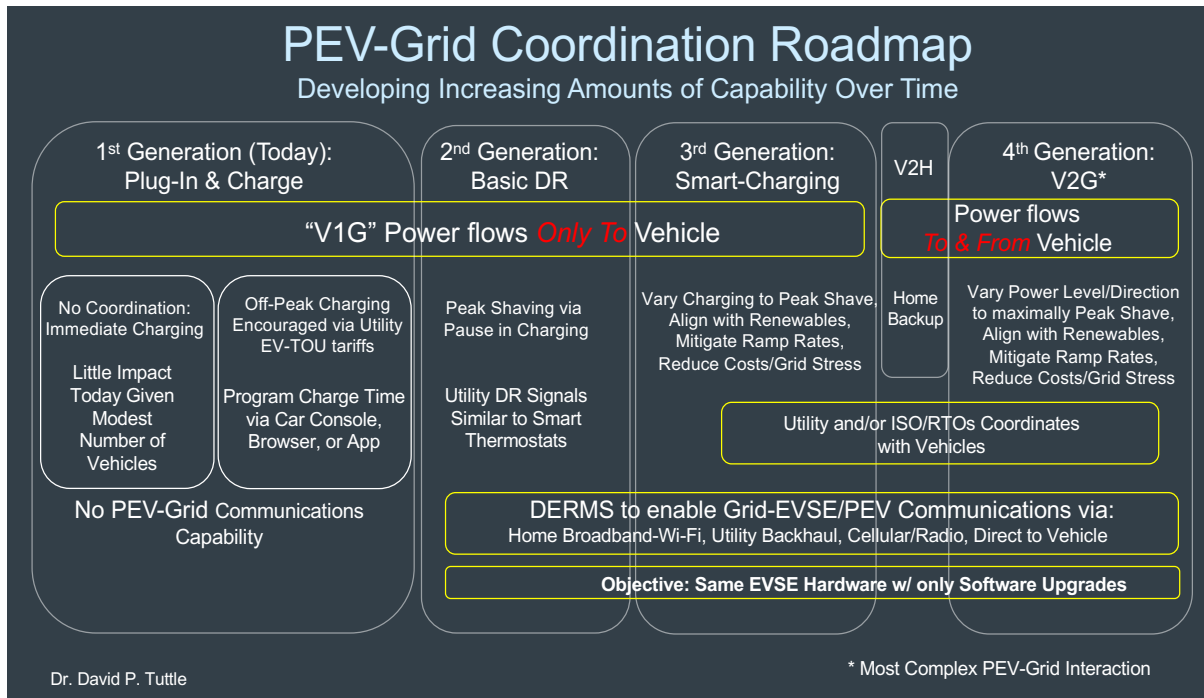 PEV-Grid Coordination Roadmap
Developing Increasing Amounts of Capability Over Time
1st Generation (Today):
Plug-In & Charge
2nd Generation:
Basic DR
3rd Generation:
Smart-Charging
V2H
4th Generation:
V2G*
“V1G” Power flows Only To Vehicle
Power flows
To & From Vehicle
No Coordination:
Immediate Charging
Little Impact
Today Given
Modest
Number of
Vehicles
Off-Peak Charging
Encouraged via Utility
EV-TOU tariffs
Program Charge Time
via Car Console,
Browser, or App
No PEV-Grid Communications
Capability
Peak Shaving via
Pause in Charging
Utility DR Signals
Similar to Smart
Thermostats
Vary Charging to Peak Shave,
Align with Renewables,
Mitigate Ramp Rates,
Reduce Costs/Grid Stress
Home
Backup
Vary Power Level/Direction
to maximally Peak Shave,
Align with Renewables,
Mitigate Ramp Rates,
Reduce Costs/Grid Stress
Utility and/or ISO/RTOs Coordinates
with Vehicles
DERMS to enable Grid-EVSE/PEV Communications via:
Home Broadband-Wi-Fi, Utility Backhaul, Cellular/Radio, Direct to Vehicle
Objective: Same EVSE Hardware w/ only Software Upgrades
Dr. David P. Tuttle
* Most Complex PEV-Grid Interaction